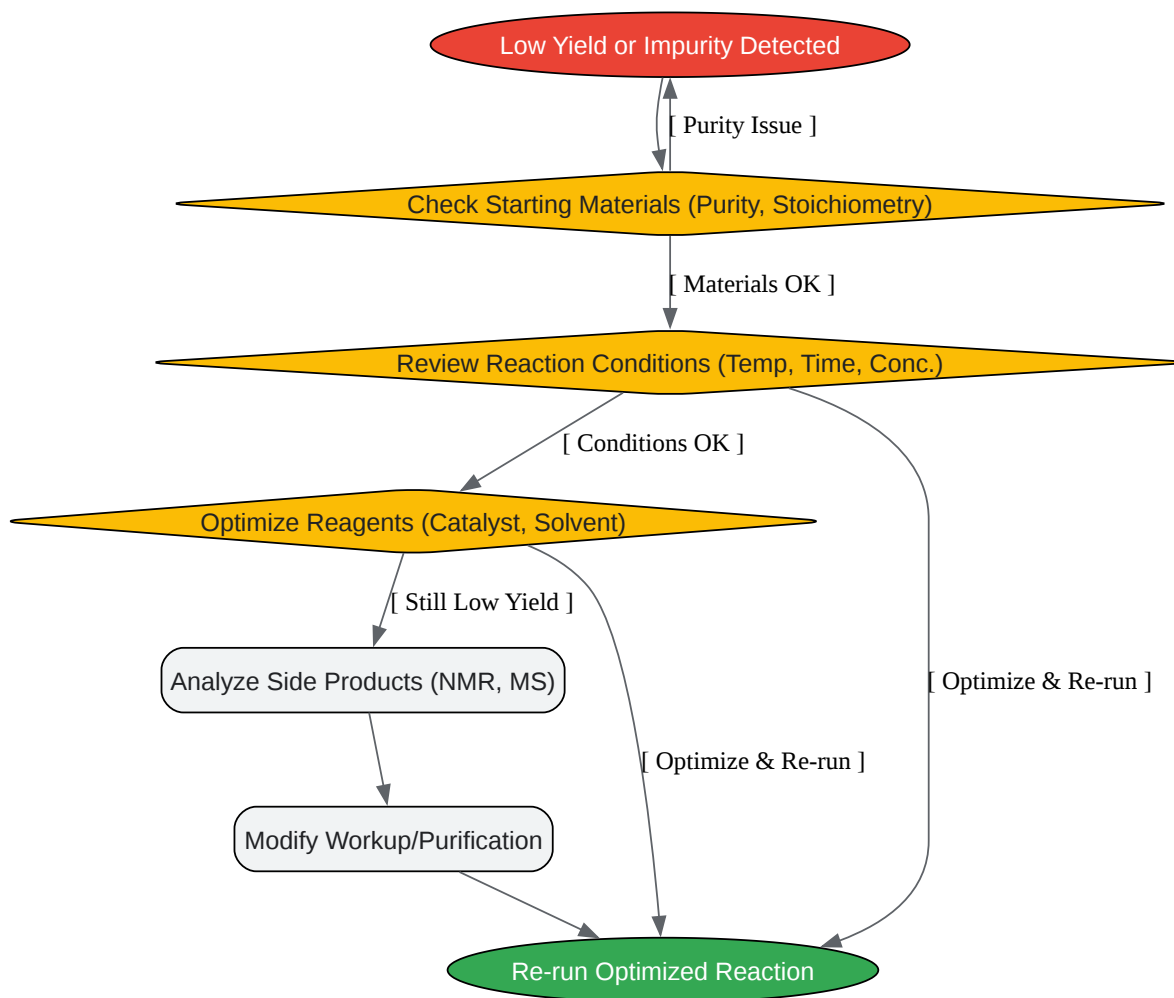 Low Yield or Impurity Detected
[ Purity Issue ]
Check Starting Materials (Purity, Stoichiometry)
[ Materials OK ]
Review Reaction Conditions (Temp, Time, Conc.)
[ Conditions OK ]
Optimize Reagents (Catalyst, Solvent)
[ Still Low Yield ]
Analyze Side Products (NMR, MS)
[ Optimize & Re-run ]
[ Optimize & Re-run ]
Modify Workup/Purification
Re-run Optimized Reaction